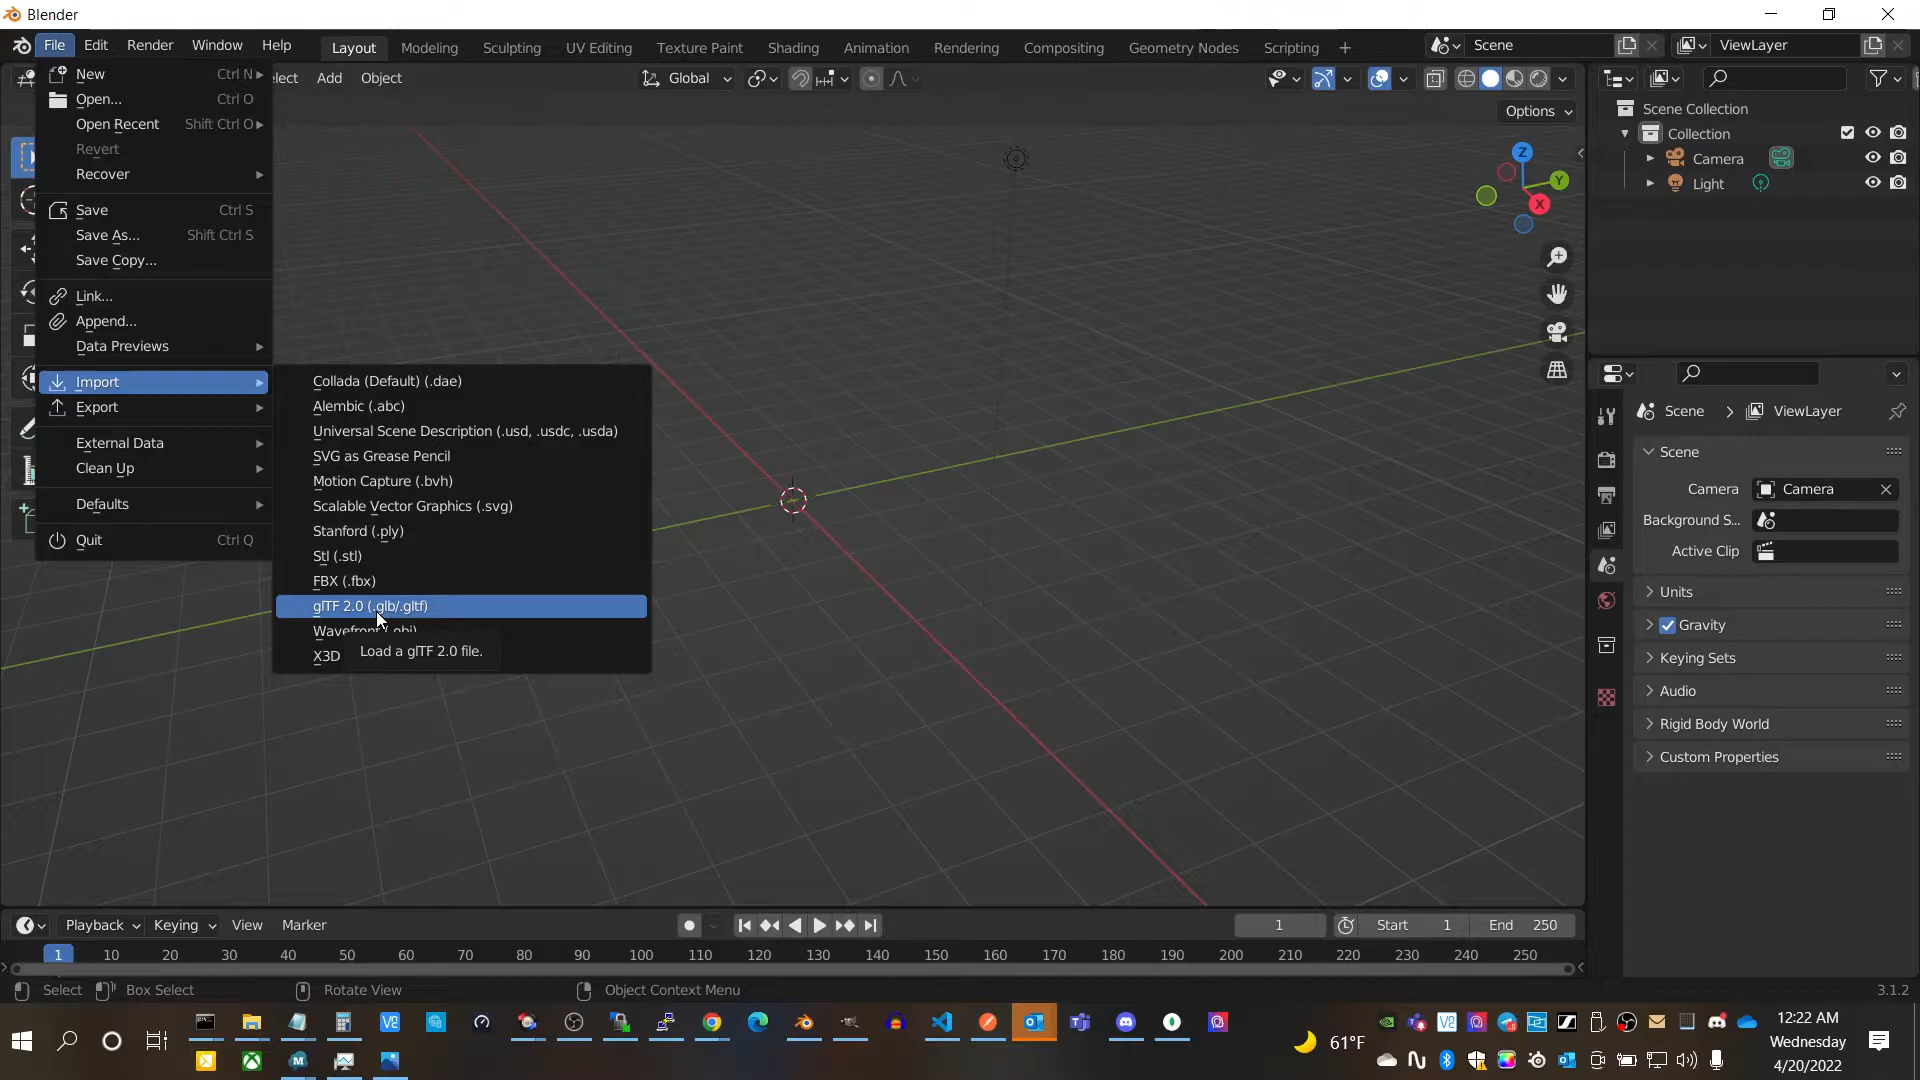 Blender
File Edit Render Window Help Layout Modeling Sculpting UV Editing Texture Paint Shading Animation Rendering Compositing Geometry Nodes Scripting + Scene ViewLayer
New Ctrl N
Open... Ctrl O
Open Recent Shift Ctrl O
Revert
Recover
Save Ctrl S
Save As... Shift Ctrl S
Save Copy...
Link...
Append...
Data Previews
Import
Export
External Data
Clean Up
Defaults
Quit Ctrl Q
Collada (Default) (.dae)
Alembic (.abc)
Universal Scene Description (.usd, .usdc, .usda)
SVG as Grease Pencil
Motion Capture (.bvh)
Scalable Vector Graphics (.svg)
Stanford (.ply)
Stl (.stl)
FBX (.fbx)
glTF 2.0 (.glb/.gltf)
Wavefront (.obj)
X3D
Load a glTF 2.0 file.
lect Add Object Global
Options
Z
Y
X
Scene Collection
Collection
Camera
Light
Scene ViewLayer
Scene
Camera Camera
Background S...
Active Clip
Units
Gravity
Keying Sets
Audio
Rigid Body World
Custom Properties
Playback Keying View Marker 1 Start 1 End 250
1 10 20 30 40 50 60 70 80 90 100 110 120 130 140 150 160 170 180 190 200 210 220 230 240 250
Select Box Select Rotate View Object Context Menu 3.1.2
61°F
12:22 AM
Wednesday
4/20/2022